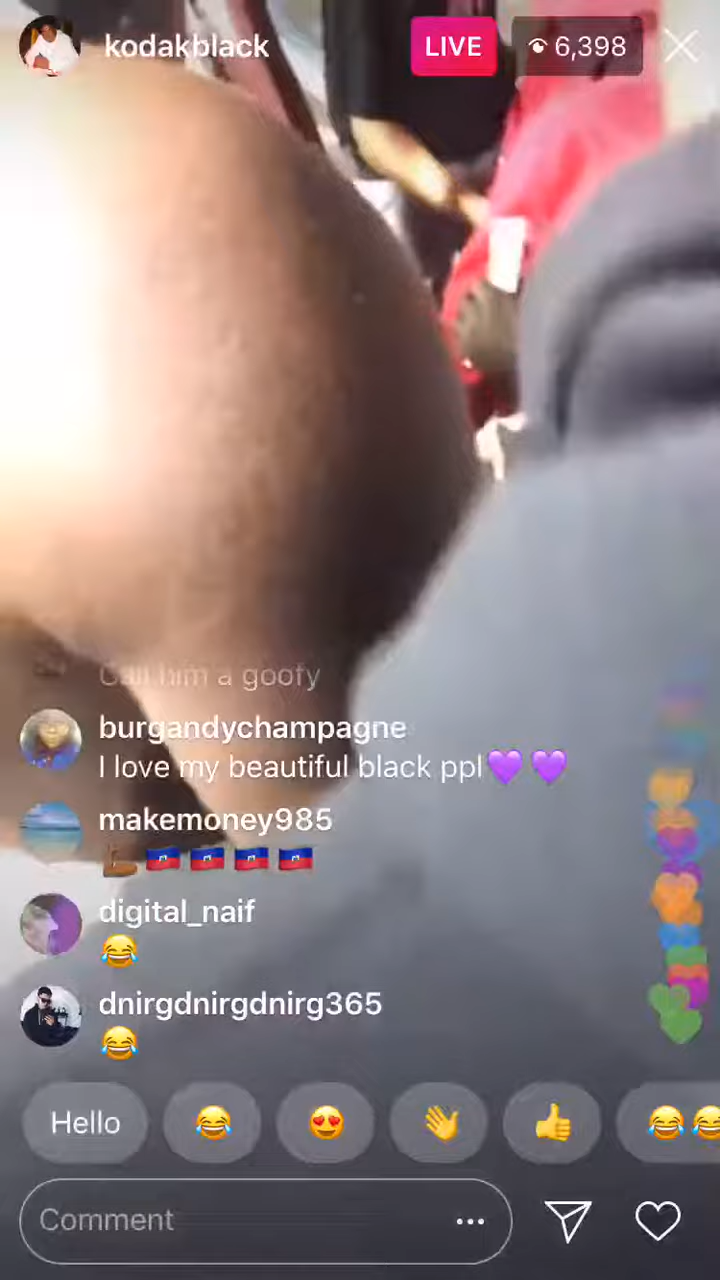 kodakblack
LIVE
6,398
Call him a goofy
burgandychampagne
I love my beautiful black ppl💜 💜
makemoney985
💪🏾🇭🇹🇭🇹🇭🇹🇭🇹
digital_naif
😂
dnirgdnirgdnirg365
😂
Hello 😂 😍 👋 👍 😂😂
Comment